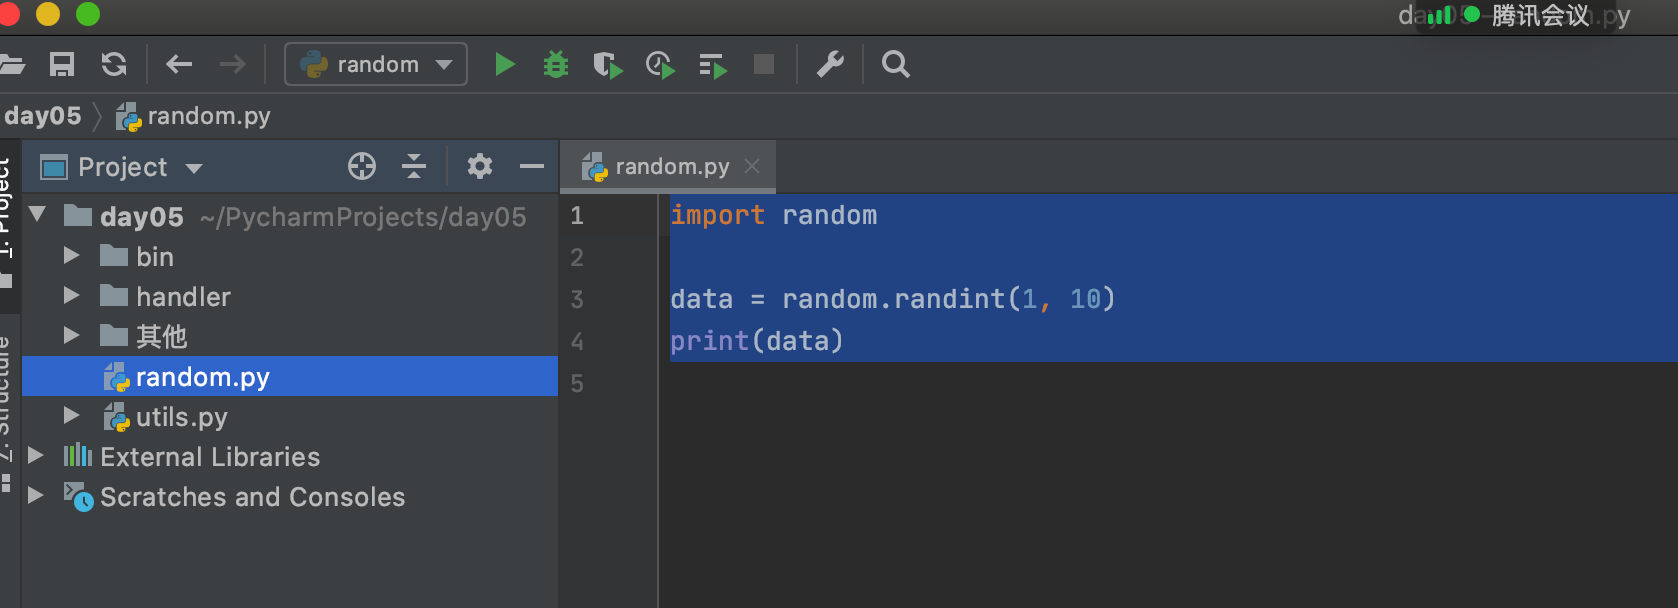 腾讯会议 .py
random
day05 random.py
Project
random.py
1: Project
day05 ~/PycharmProjects/day05
bin
handler
其他
random.py
utils.py
External Libraries
Scratches and Consoles
Z: Structure
1 import random
2
3 data = random.randint(1, 10)
4 print(data)
5